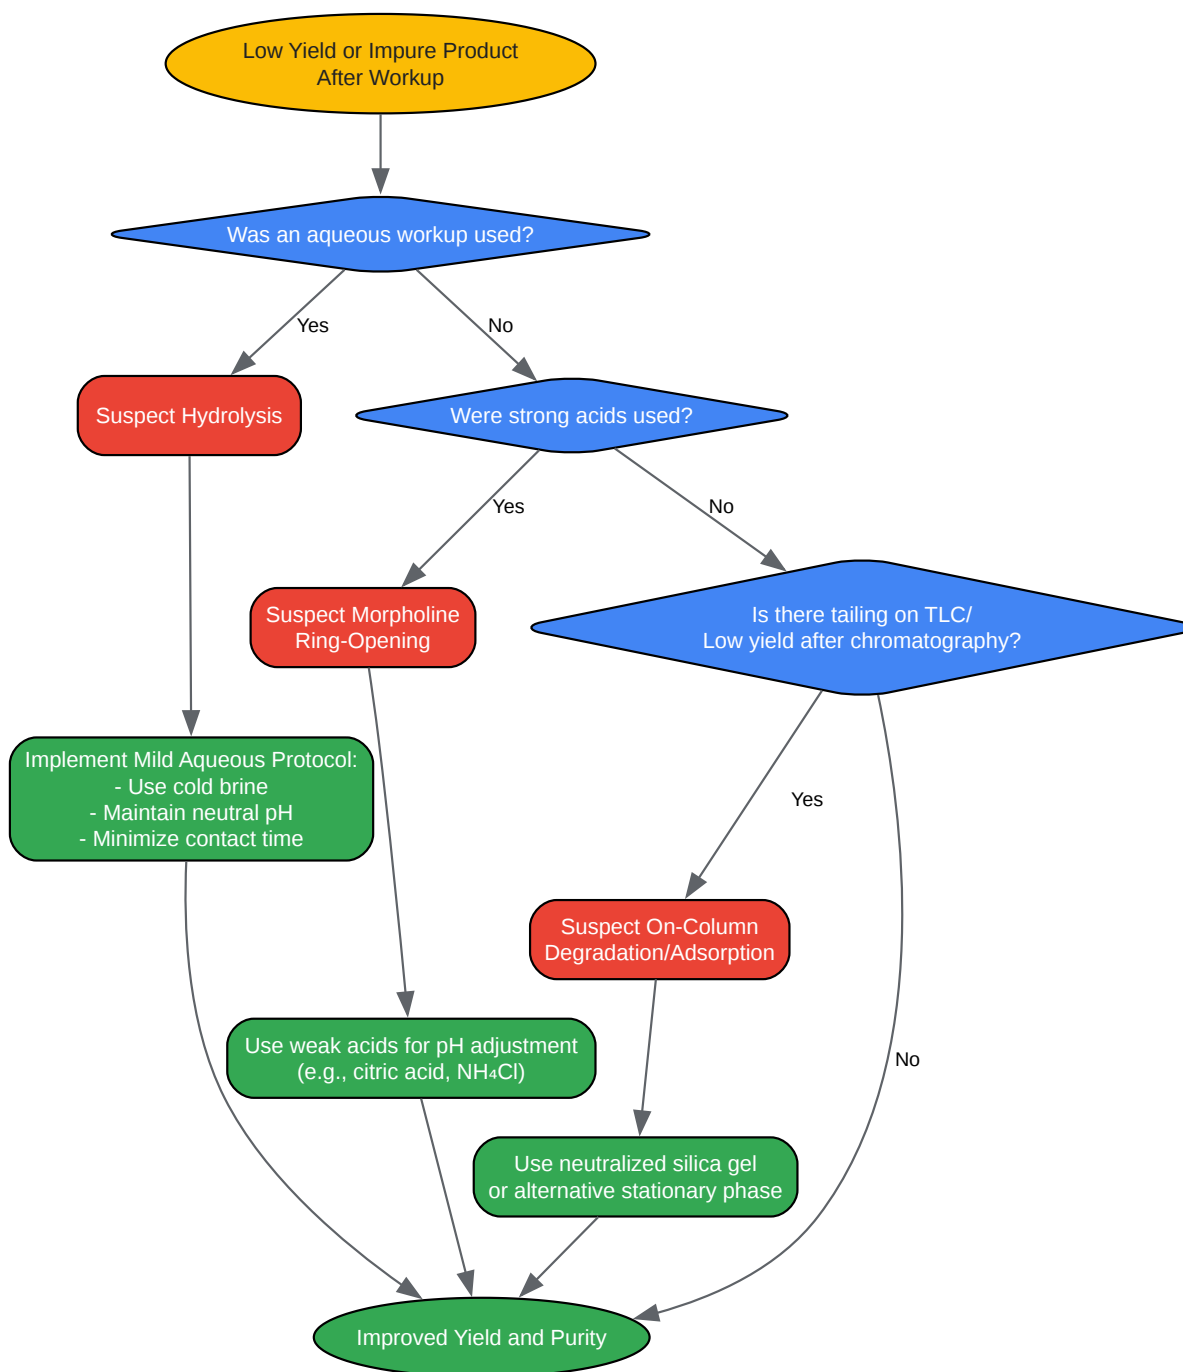 Low Yield or Impure Product
After Workup
Was an aqueous workup used?
Yes
No
Suspect Hydrolysis
Were strong acids used?
Yes
No
Suspect Morpholine
Ring-Opening
Is there tailing on TLC/
Low yield after chromatography?
Implement Mild Aqueous Protocol:
- Use cold brine
- Maintain neutral pH
- Minimize contact time
Yes
Suspect On-Column
Degradation/Adsorption
Use weak acids for pH adjustment
(e.g., citric acid, NH₄Cl)
No
Use neutralized silica gel
or alternative stationary phase
Improved Yield and Purity